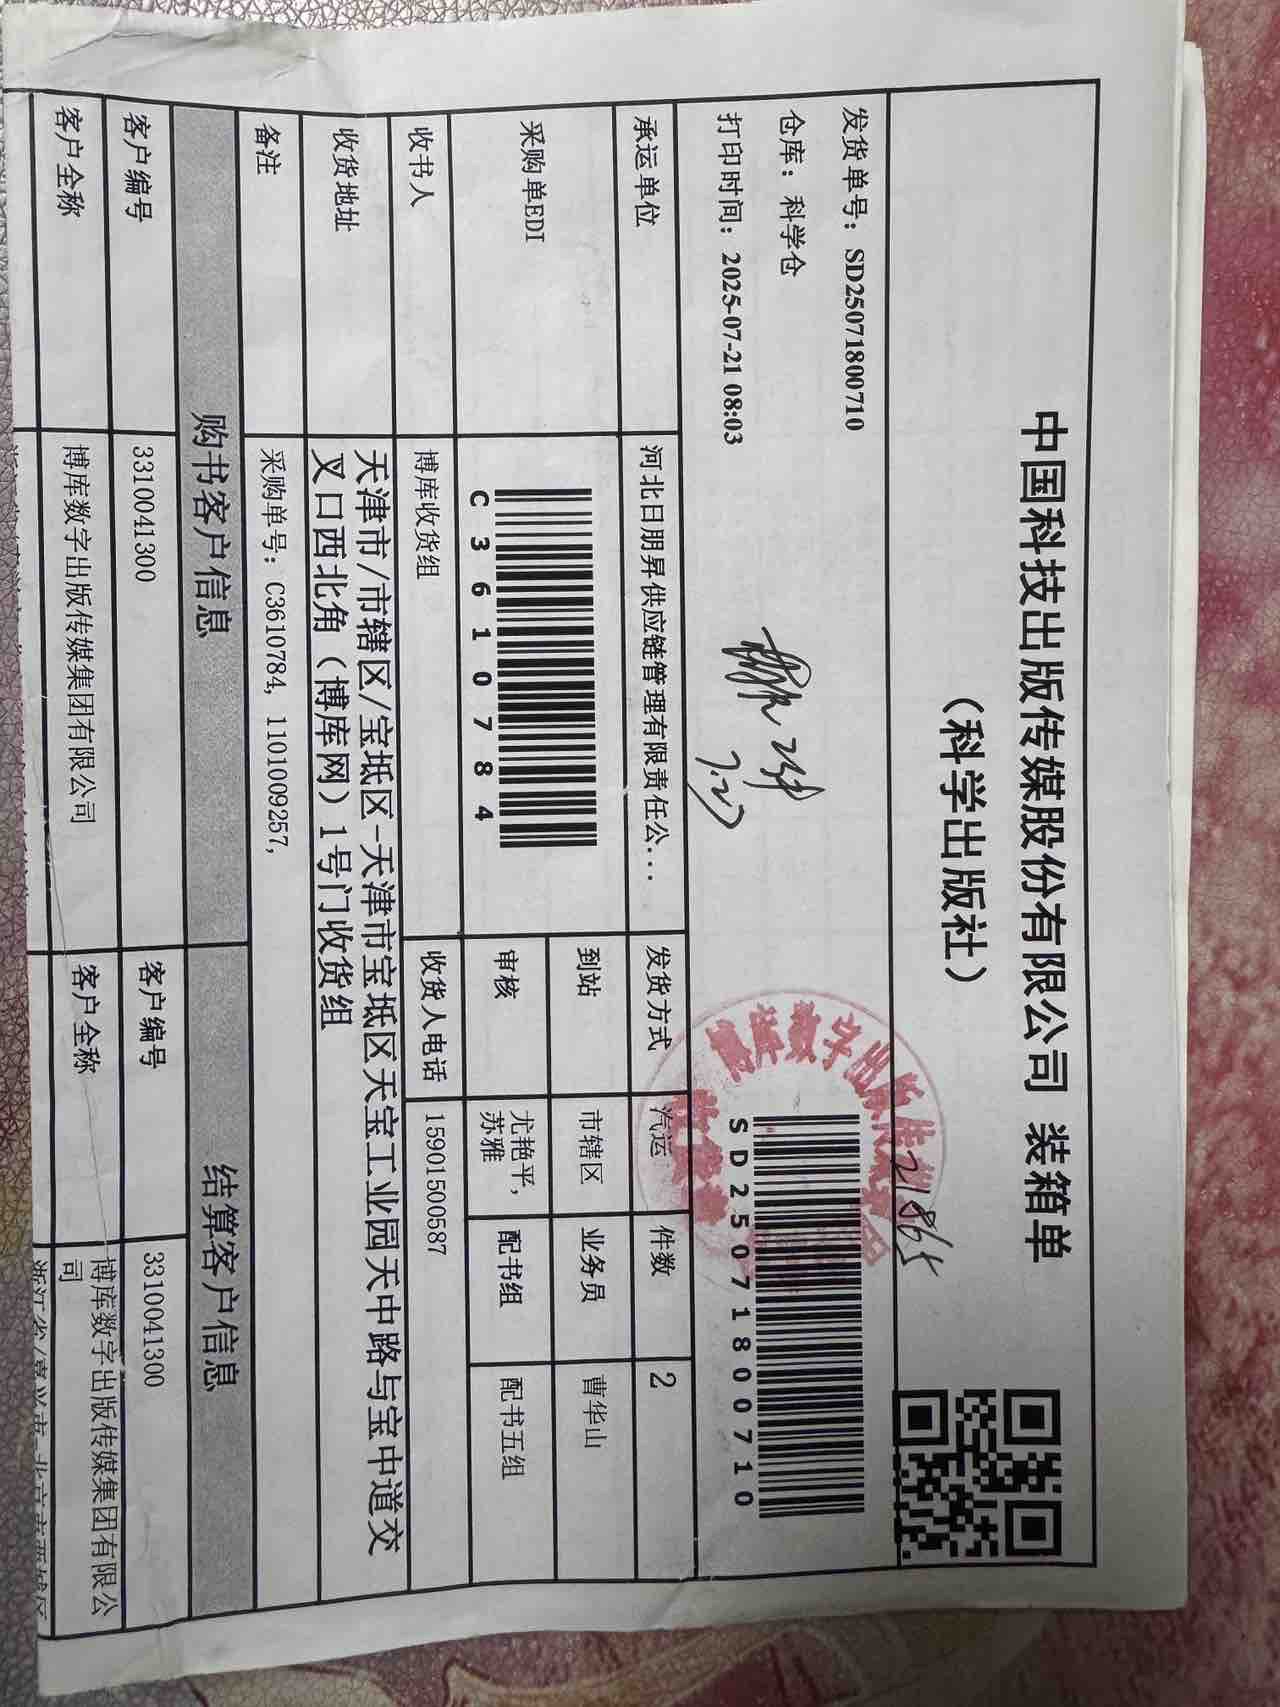 中国科技出版传媒股份有限公司 装箱单
（科学出版社）
发货单号：SD25071800710
仓库：科学仓
打印时间：2025-07-21 08:03
SD25071800710
21865
7.27
承运单位 河北日朋昇供应链管理有限责任公... 发货方式 汽运 件数 2
采购单EDI C3610784 到站 市辖区 业务员 曹华山
审核 尤艳平，苏雅 配书组 配书五组
收书人 博库收货组 收货人电话 15901500587
收货地址 天津市/市辖区/宝坻区-天津市宝坻区天宝工业园天中路与宝中道交
叉口西北角（博库网）1号门收货组
备注 采购单号：C3610784，1101009257，
购书客户信息 结算客户信息
客户编号 3310041300 客户编号 3310041300
客户全称 博库数字出版传媒集团有限公司 客户全称 博库数字出版传媒集团有限公
司